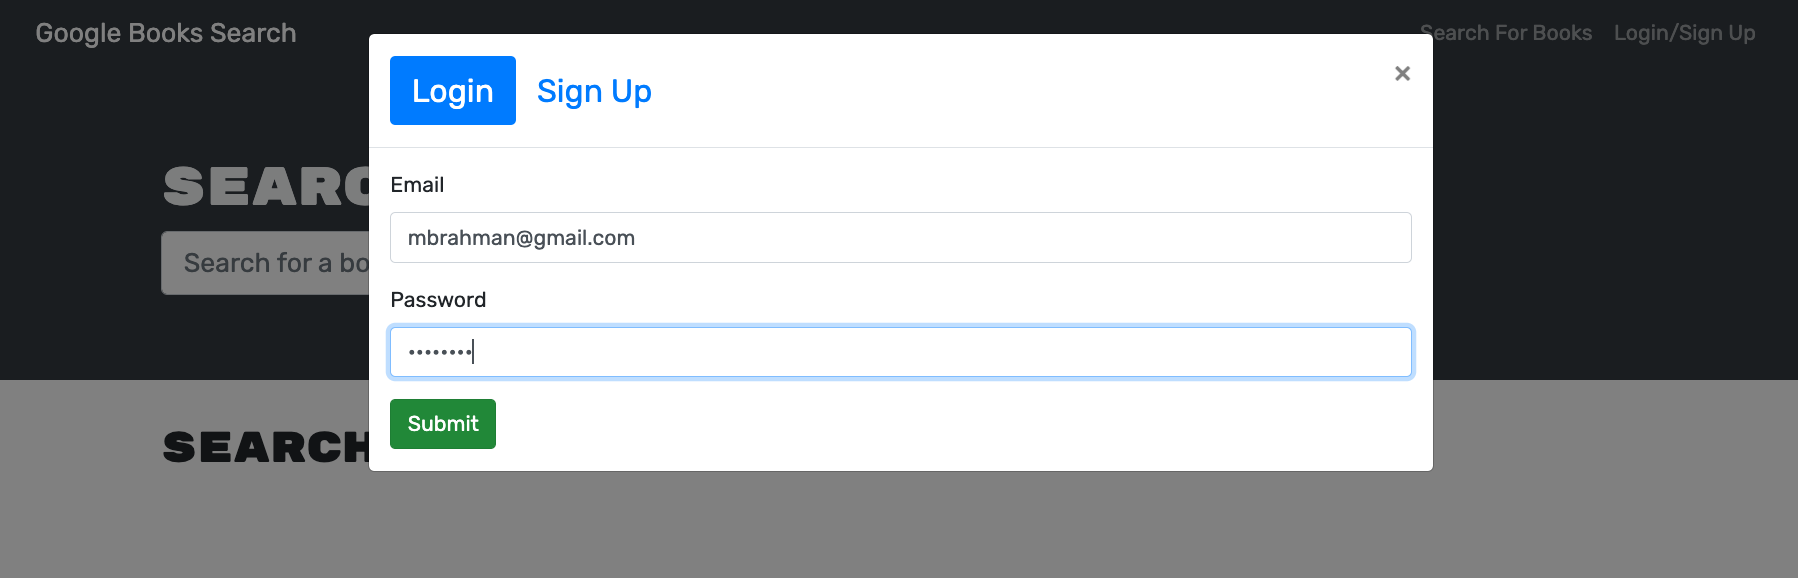 Google Books Search
Search For Books Login/Sign Up
Login Sign Up ×
SEARC
Email
mbrahman@gmail.com
Search for a bo
Password
••••••••
Submit
SEARCH